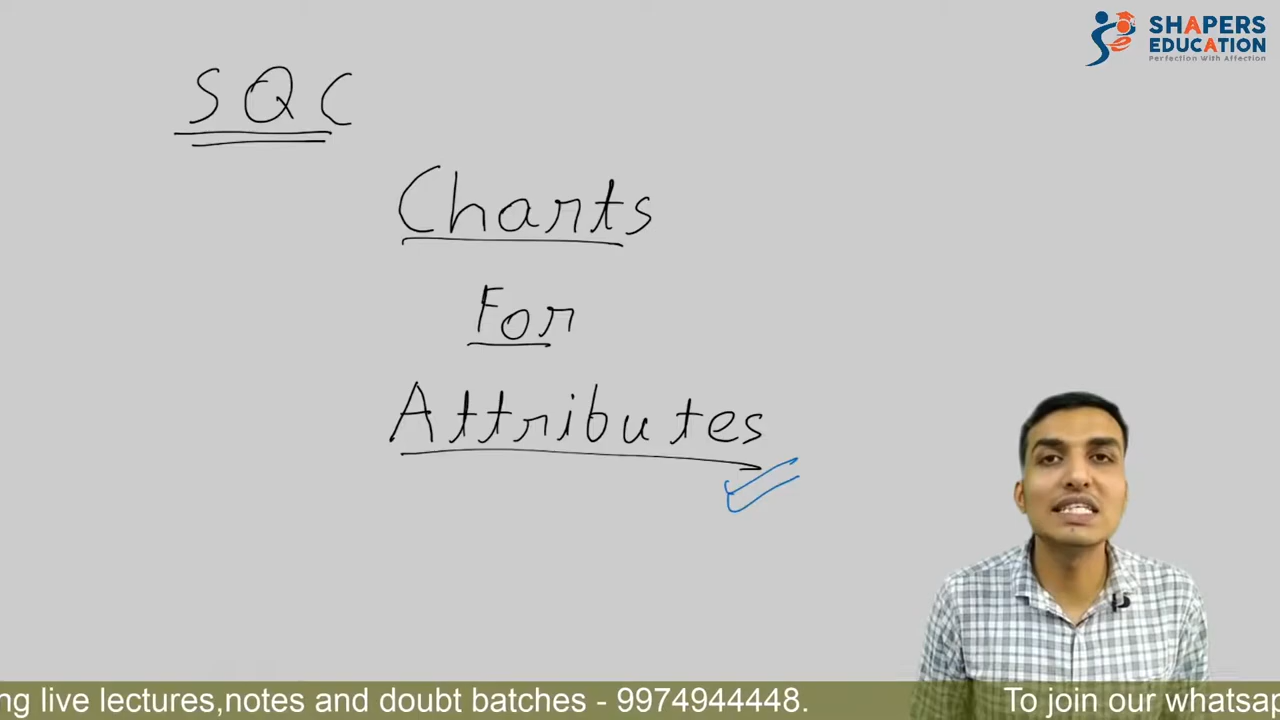 SHAPERS
EDUCATION
Perfection With Affection
SQC
Charts
For
Attributes
ng live lectures,notes and doubt batches - 9974944448. To join our whatsap